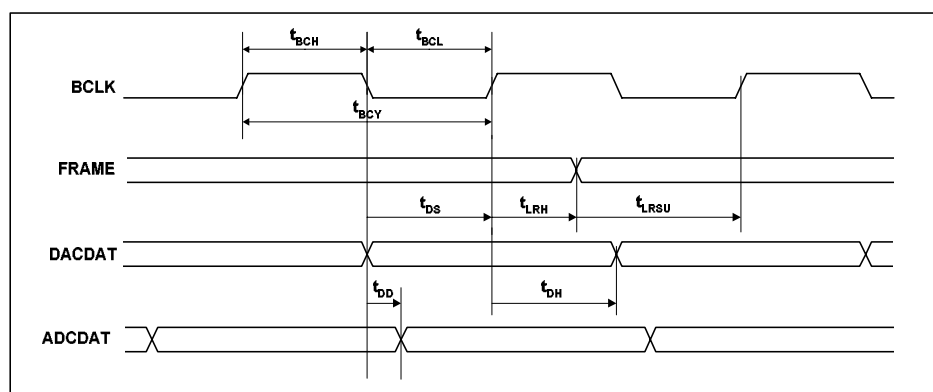 tBCH tBCL
BCLK
tBCY
FRAME
tDS tLRH tLRSU
DACDAT
tDD tDH
ADCDAT